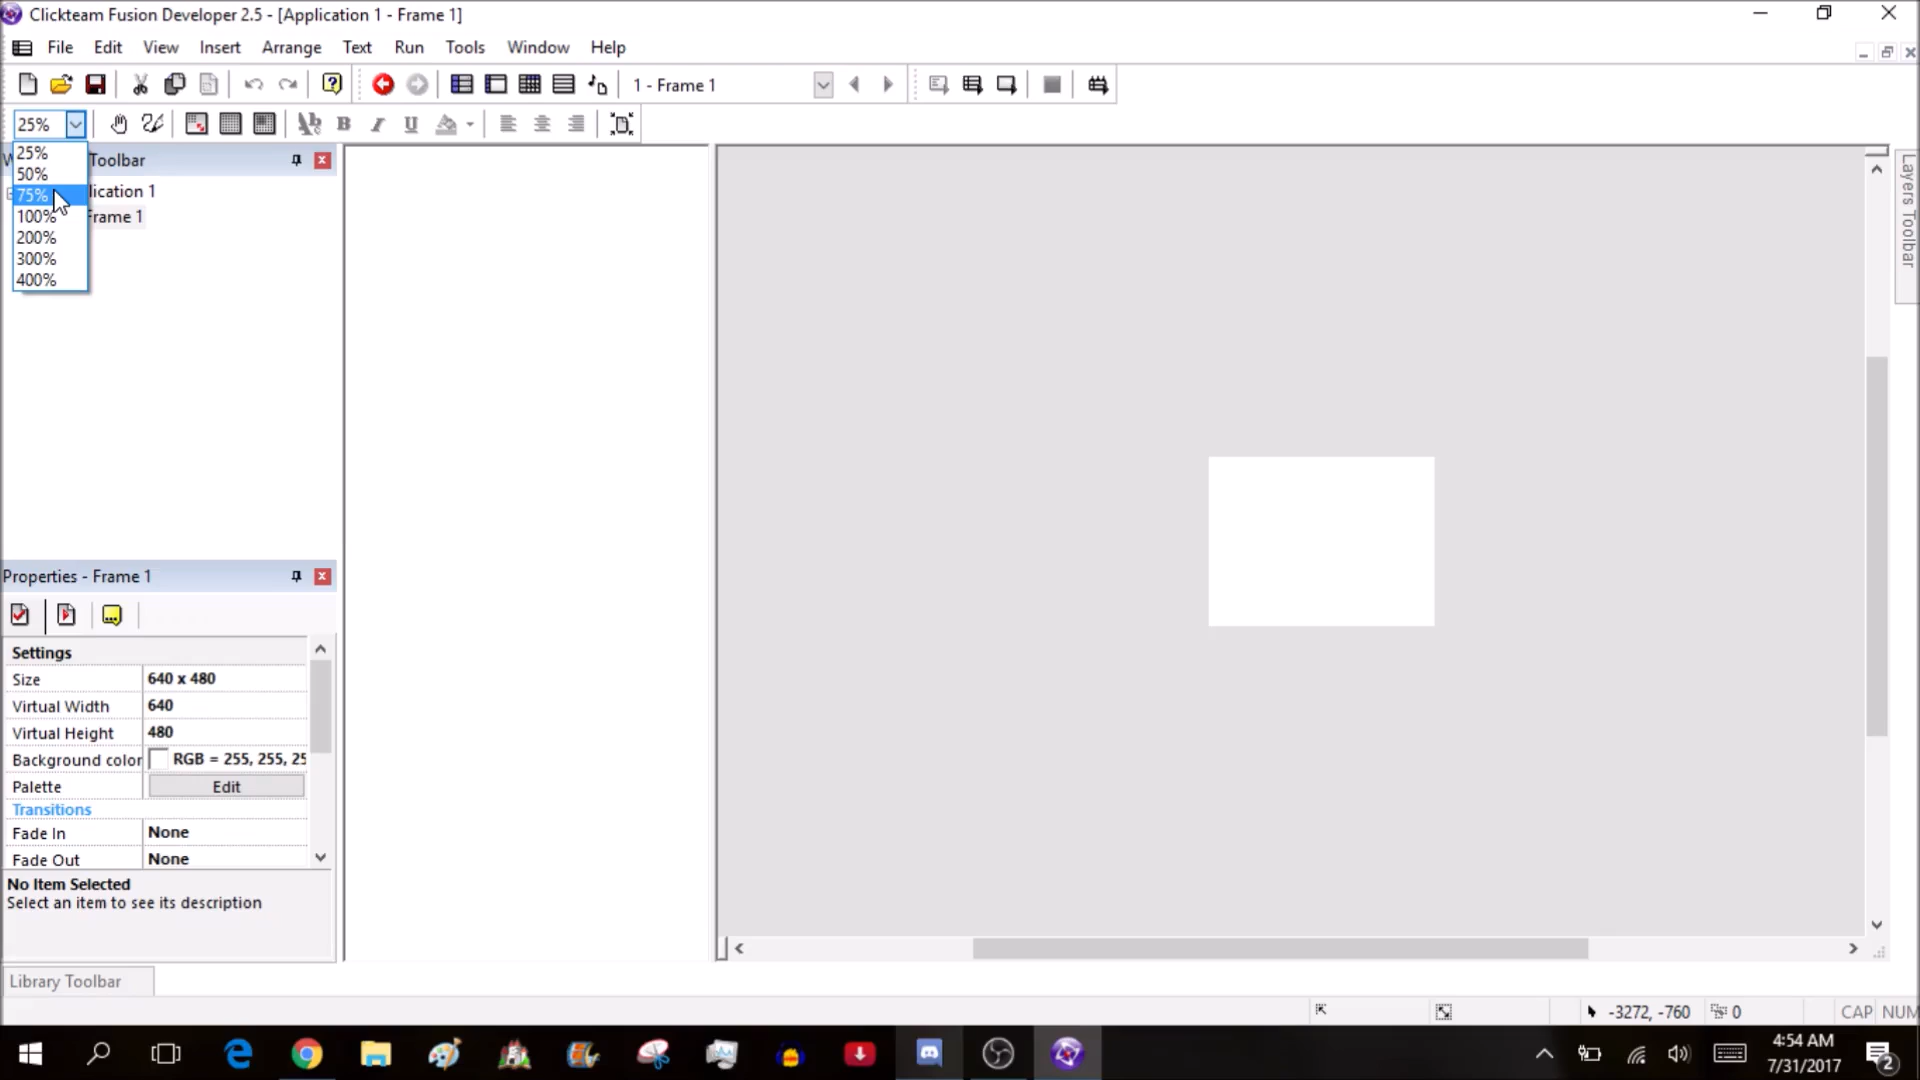 Clickteam Fusion Developer 2.5 - [Application 1 - Frame 1]
File Edit View Insert Arrange Text Run Tools Window Help
1 - Frame 1
25%
25%
50%
75%
100%
200%
300%
400%
Toolbar
lication 1
Frame 1
Layers Toolbar
Properties - Frame 1
Settings
Size 640 x 480
Virtual Width 640
Virtual Height 480
Background color RGB = 255, 255, 25
Palette Edit
Transitions
Fade In None
Fade Out None
No Item Selected
Select an item to see its description
Library Toolbar
-3272, -760 0 CAP NUM
4:54 AM
7/31/2017
2